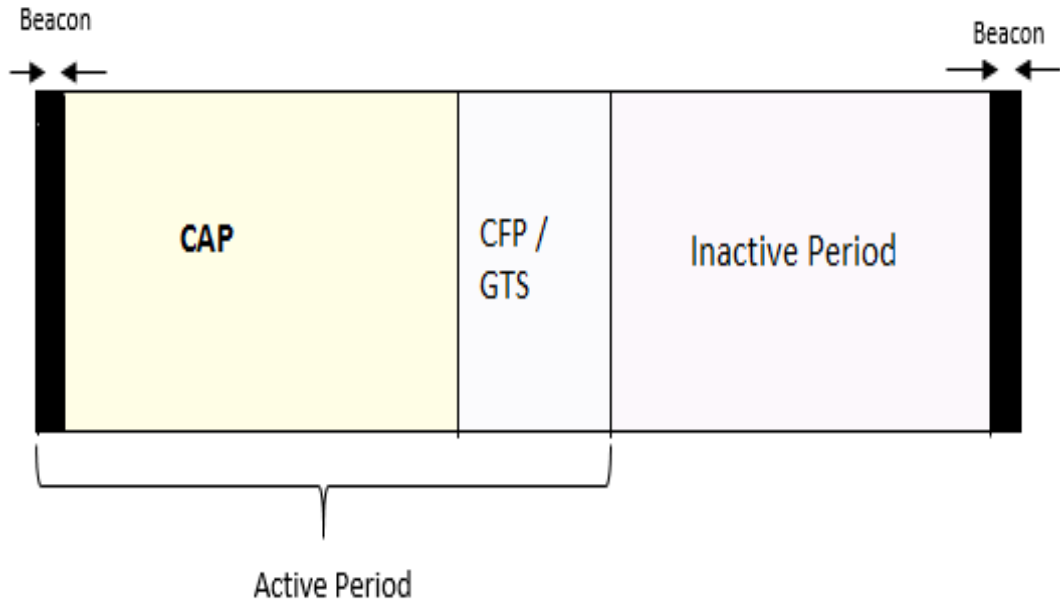 Beacon
Beacon
CAP
CFP /
GTS
Inactive Period
Active Period